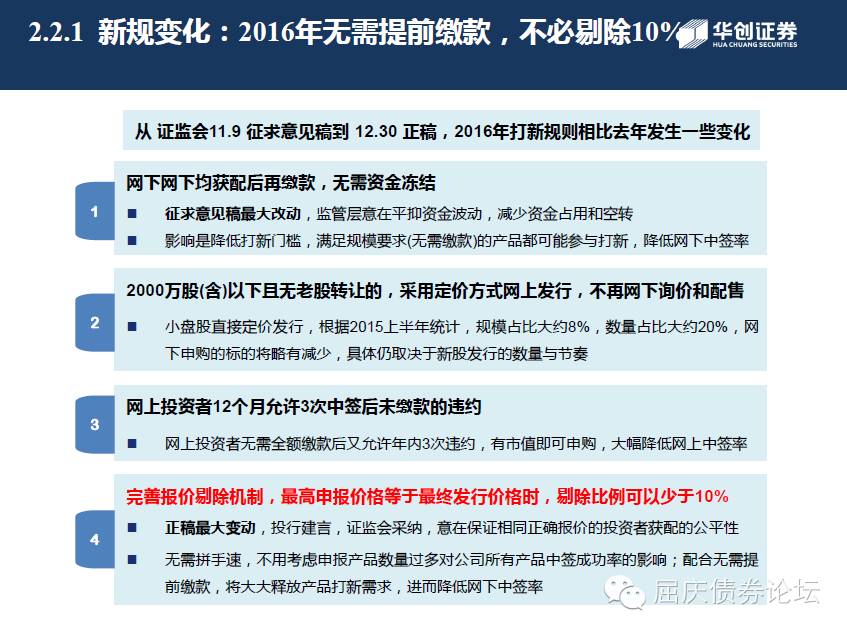 2.2.1 新规变化：2016年无需提前缴款，不必剔除10%
华创证券
HUA CHUANG SECURITIES
从 证监会11.9 征求意见稿到 12.30 正稿，2016年打新规则相比去年发生一些变化
1
网下网下均获配后再缴款，无需资金冻结
■ 征求意见稿最大改动，监管层意在平抑资金波动，减少资金占用和空转
■ 影响是降低打新门槛，满足规模要求(无需缴款)的产品都可能参与打新，降低网下中签率
2
2000万股(含)以下且无老股转让的，采用定价方式网上发行，不再网下询价和配售
■ 小盘股直接定价发行，根据2015上半年统计，规模占比大约8%，数量占比大约20%，网
下申购的标的将略有减少，具体仍取决于新股发行的数量与节奏
3
网上投资者12个月允许3次中签后未缴款的违约
■ 网上投资者无需全额缴款后又允许年内3次违约，有市值即可申购，大幅降低网上中签率
4
完善报价剔除机制，最高申报价格等于最终发行价格时，剔除比例可以少于10%
■ 正稿最大变动，投行建言，证监会采纳，意在保证相同正确报价的投资者获配的公平性
■ 无需拼手速，不用考虑申报产品数量过多对公司所有产品中签成功率的影响；配合无需提
前缴款，将大大释放产品打新需求，进而降低网下中签率
屈庆债券论坛